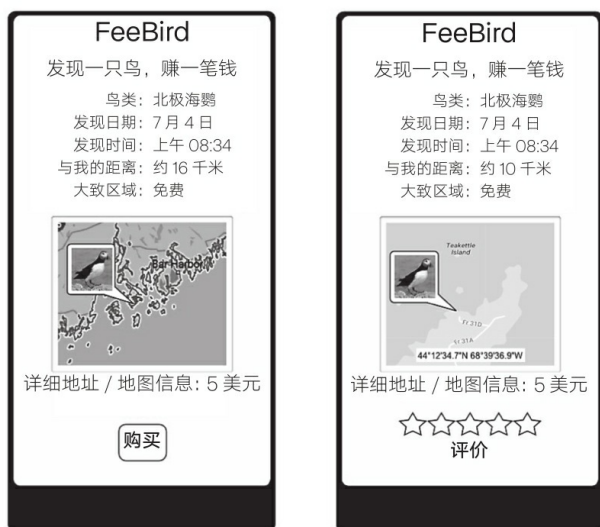 FeeBird
发现一只鸟，赚一笔钱
鸟类：北极海鹦
发现日期：7 月 4 日
发现时间：上午 08:34
与我的距离：约 16 千米
大致区域：免费
Bar Harbor
详细地址 / 地图信息: 5 美元
购买
FeeBird
发现一只鸟，赚一笔钱
鸟类：北极海鹦
发现日期：7 月 4 日
发现时间：上午 08:34
与我的距离：约 10 千米
大致区域：免费
Teakettle
Island
Fr 31D
Fr 31A
44°12'34.7"N 68°39'36.9"W
详细地址 / 地图信息: 5 美元
评价